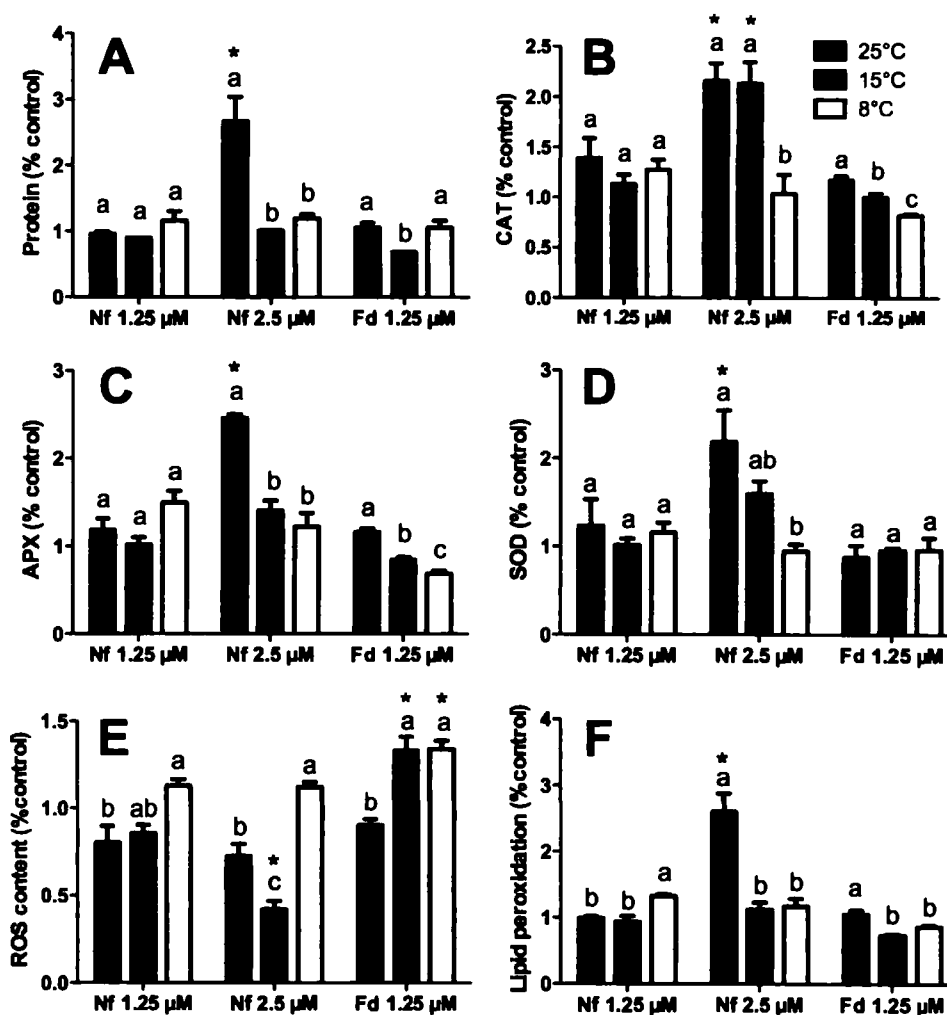 A
Protein (% control)
4
3
2
1
0
*
a a a a b b a b a
Nf 1.25 µM Nf 2.5 µM Fd 1.25 µM
B
CAT (% control)
2.5
2.0
1.5
1.0
0.5
0.0
* *
a a a a a b a b c
25°C
15°C
8°C
Nf 1.25 µM Nf 2.5 µM Fd 1.25 µM
C
APX (% control)
3
2
1
0
*
a a a a b b a b c
Nf 1.25 µM Nf 2.5 µM Fd 1.25 µM
D
SOD (% control)
3
2
1
0
*
a a a a ab b a a a
Nf 1.25 µM Nf 2.5 µM Fd 1.25 µM
E
ROS content (%control)
1.5
1.0
0.5
0.0
* * *
b ab a b c a b a a
Nf 1.25 µM Nf 2.5 µM Fd 1.25 µM
F
Lipid peroxidation (%control)
4
3
2
1
0
*
b b a a b b a b b
Nf 1.25 µM Nf 2.5 µM Fd 1.25 µM